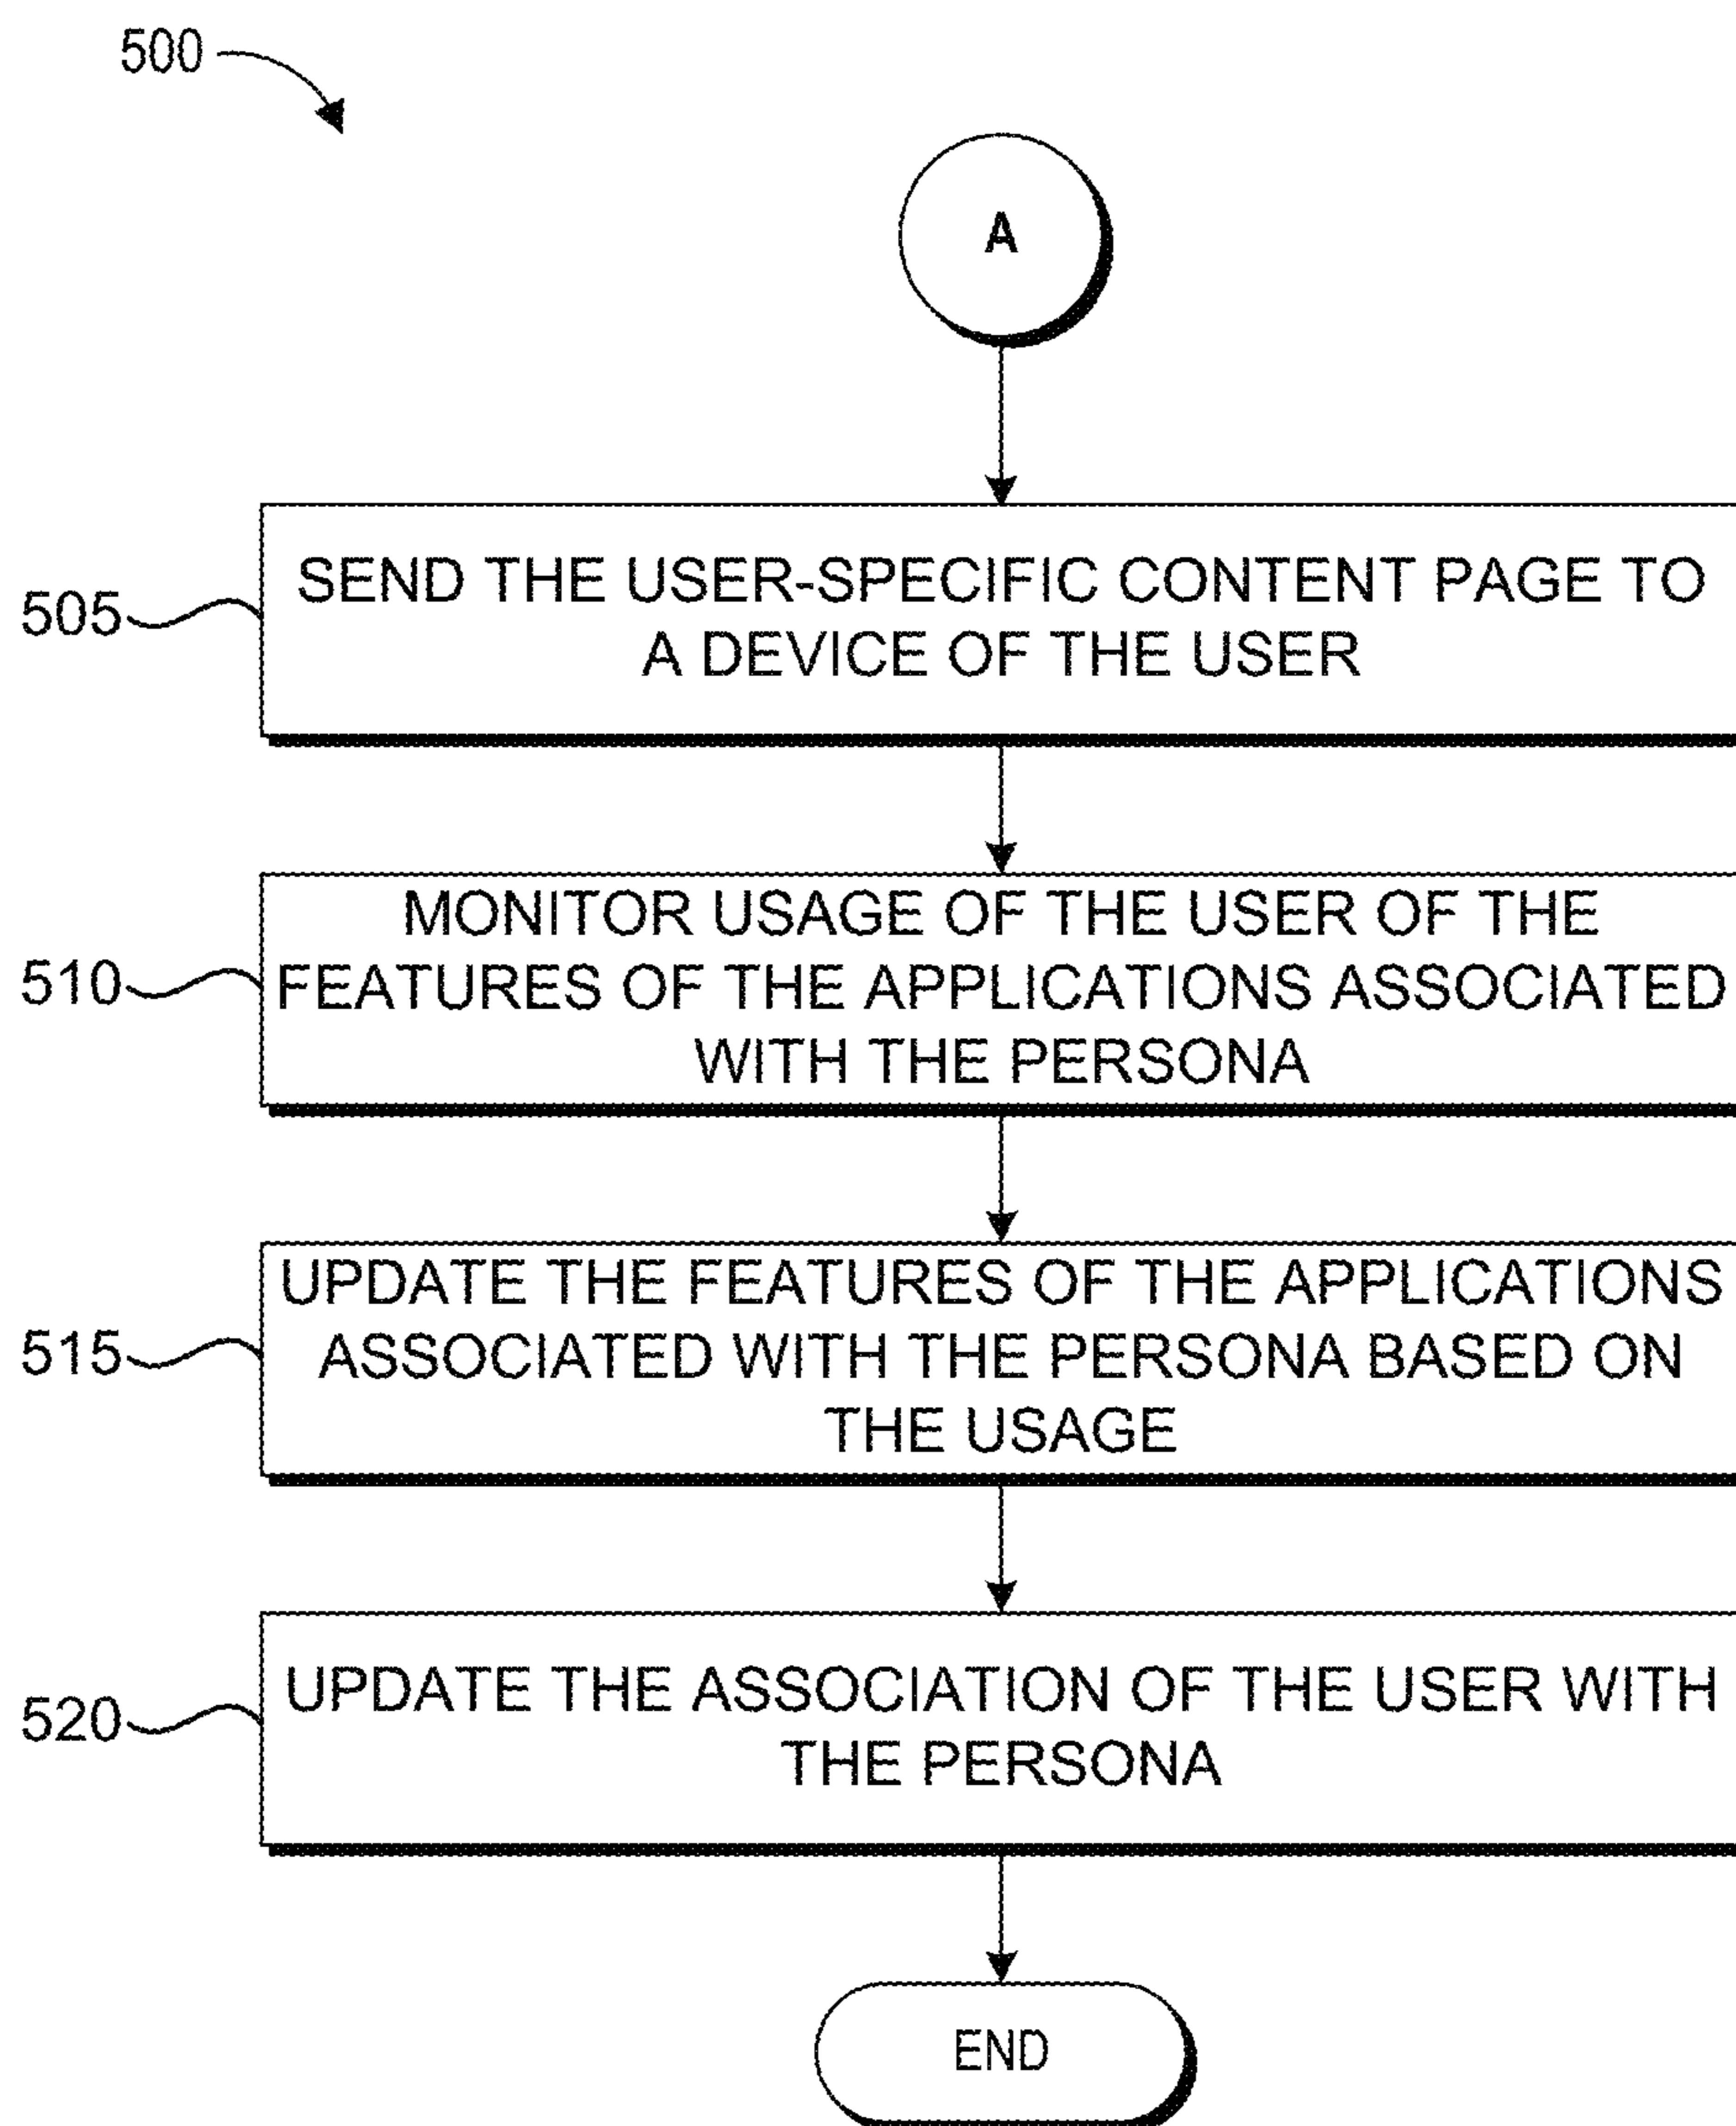 500
A
505
SEND THE USER-SPECIFIC CONTENT PAGE TO
A DEVICE OF THE USER
510
MONITOR USAGE OF THE USER OF THE
FEATURES OF THE APPLICATIONS ASSOCIATED
WITH THE PERSONA
515
UPDATE THE FEATURES OF THE APPLICATIONS
ASSOCIATED WITH THE PERSONA BASED ON
THE USAGE
520
UPDATE THE ASSOCIATION OF THE USER WITH
THE PERSONA
END